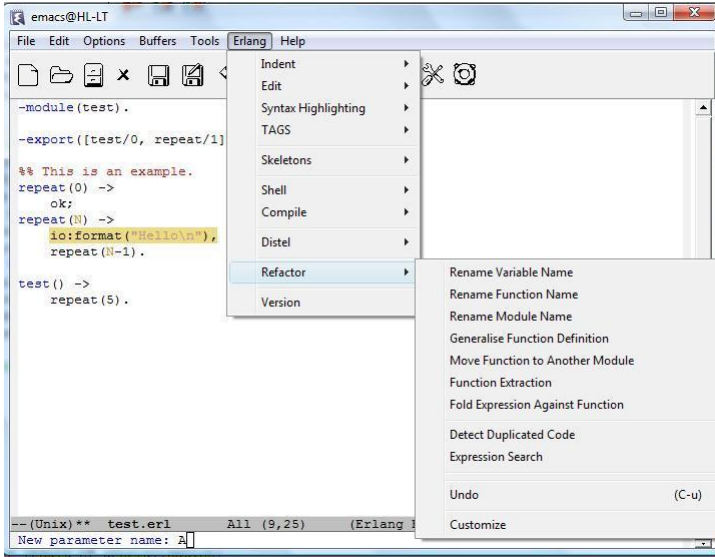 emacs@HL-LT
File Edit Options Buffers Tools Erlang Help
Indent
Edit
Syntax Highlighting
TAGS
Skeletons
Shell
Compile
Distel
Refactor
Version
-module(test).
-export([test/0, repeat/1]
%% This is an example.
repeat(0) ->
ok;
repeat(N) ->
io:format("Hello\n"),
repeat(N-1).
test() ->
repeat(5).
Rename Variable Name
Rename Function Name
Rename Module Name
Generalise Function Definition
Move Function to Another Module
Function Extraction
Fold Expression Against Function
Detect Duplicated Code
Expression Search
Undo (C-u)
Customize
--(Unix)** test.erl All (9,25) (Erlang
New parameter name: A